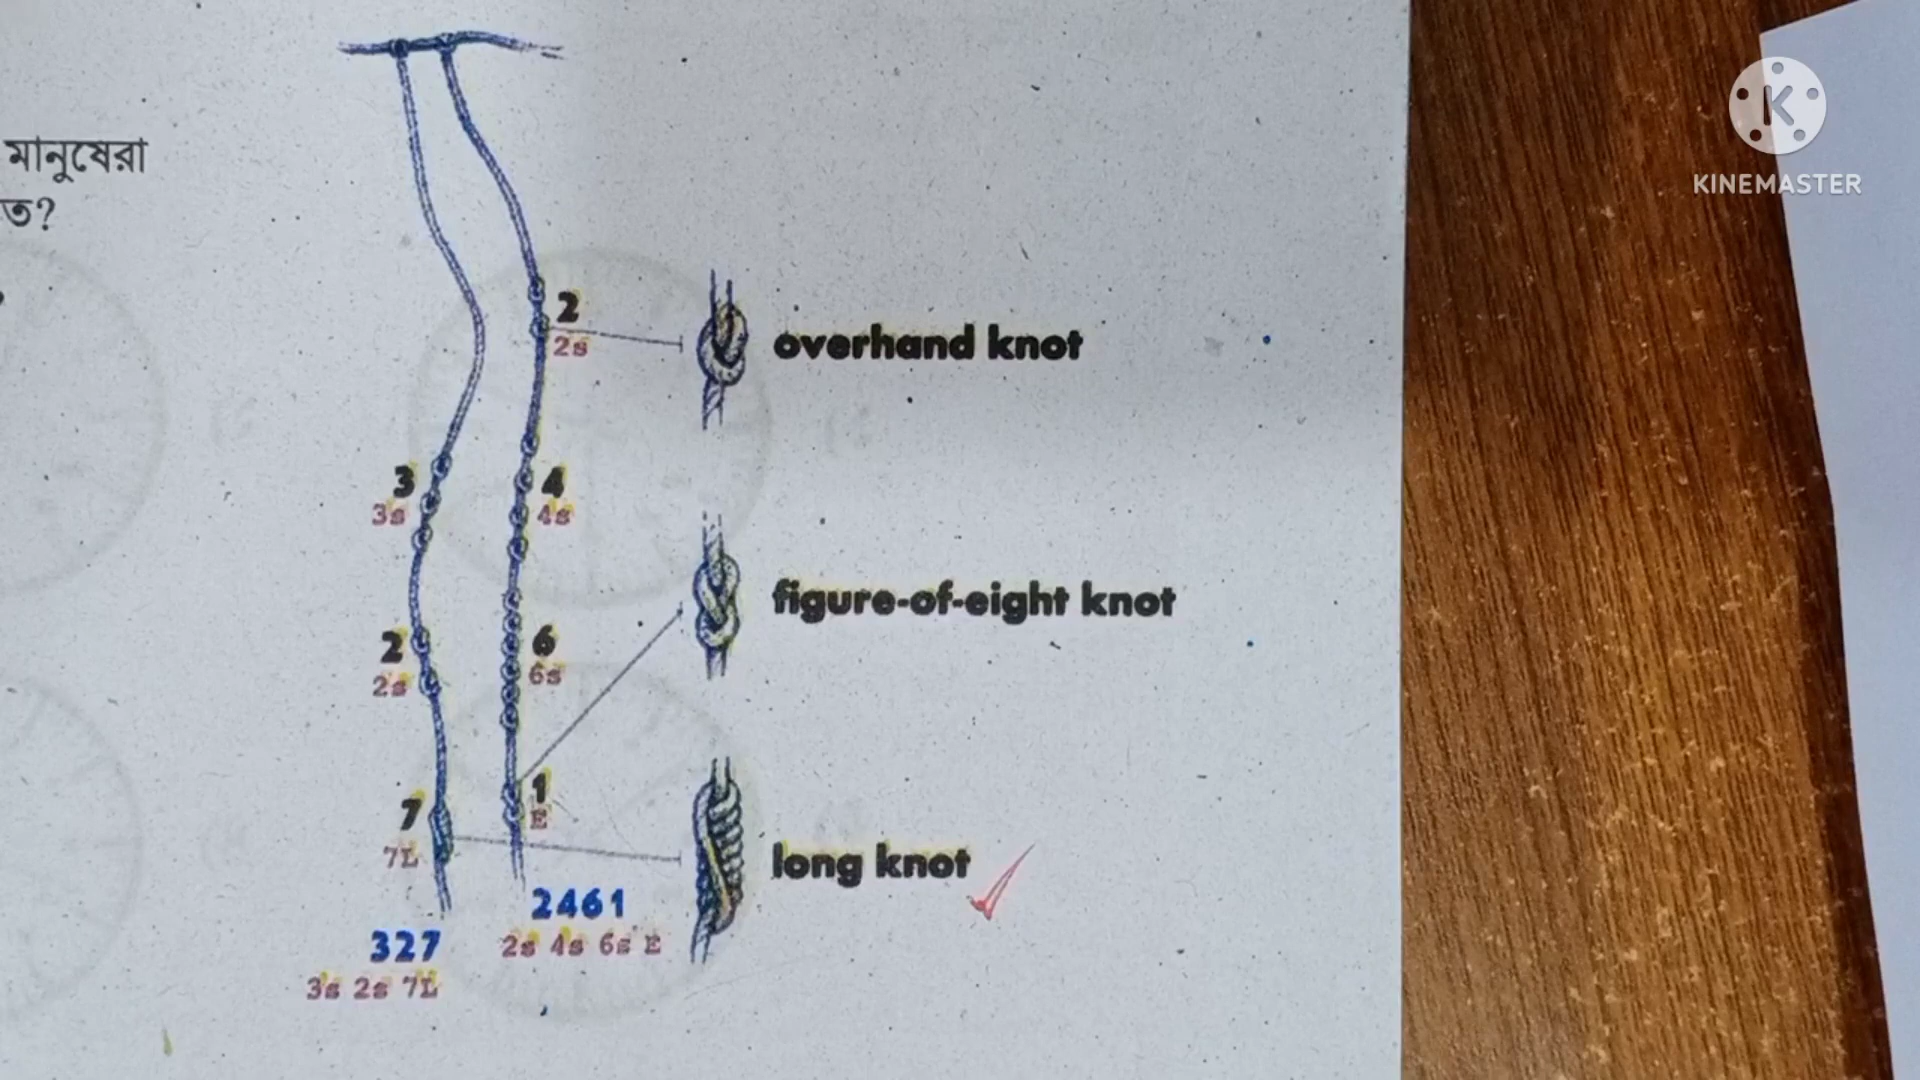 মানুষেরা
ত?
2
2s
overhand knot
3
3s
4
4s
figure-of-eight knot
2
2s
6
6s
1
E
7
7L
long knot
2461
2s 4s 6s E
327
3s 2s 7L
K
KINEMASTER